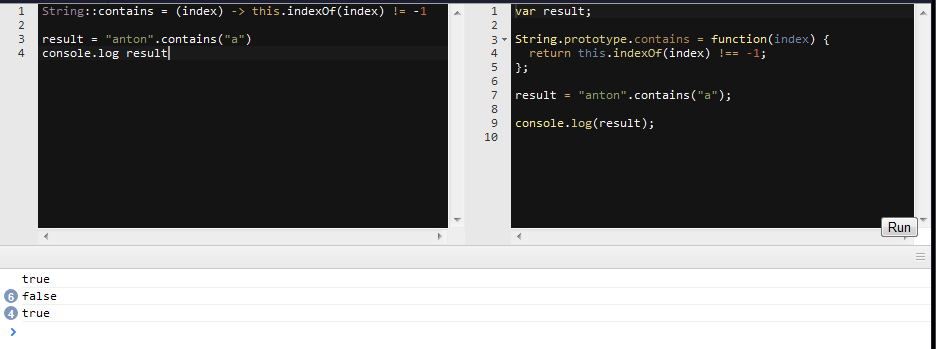 1 String::contains = (index) -> this.indexOf(index) != -1
2
3 result = "anton".contains("a")
4 console.log result
1 var result;
2
3 String.prototype.contains = function(index) {
4   return this.indexOf(index) !== -1;
5 };
6
7 result = "anton".contains("a");
8
9 console.log(result);
10
Run
true
6 false
4 true